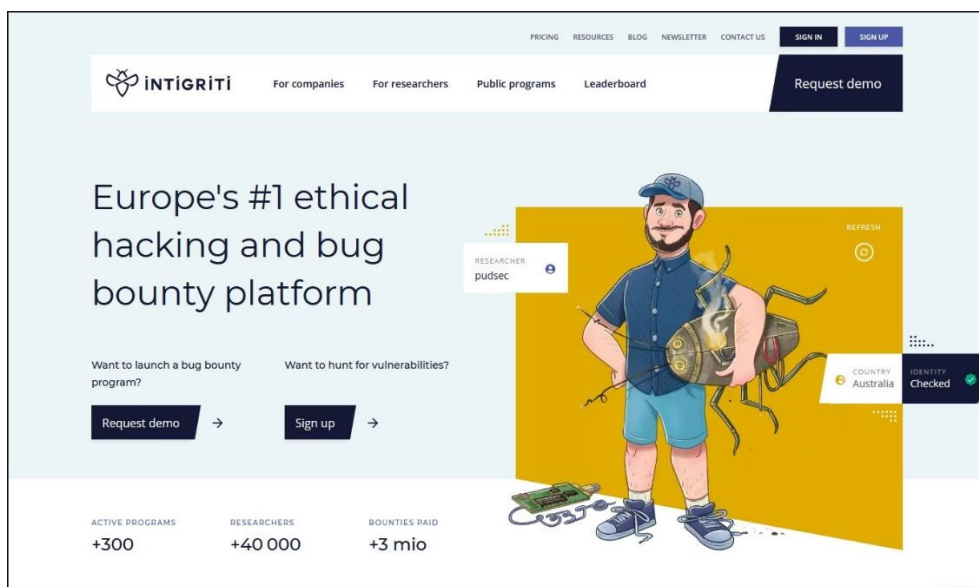 PRICING RESOURCES BLOG NEWSLETTER CONTACT US SIGN IN SIGN UP
INTIGRITI For companies For researchers Public programs Leaderboard Request demo
Europe's #1 ethical
hacking and bug
bounty platform
REFRESH
RESEARCHER
pudsec
Want to launch a bug bounty
program?
Want to hunt for vulnerabilities?
COUNTRY
Australia
IDENTITY
Checked
Request demo → Sign up →
ACTIVE PROGRAMS
+300
RESEARCHERS
+40 000
BOUNTIES PAID
+3 mio